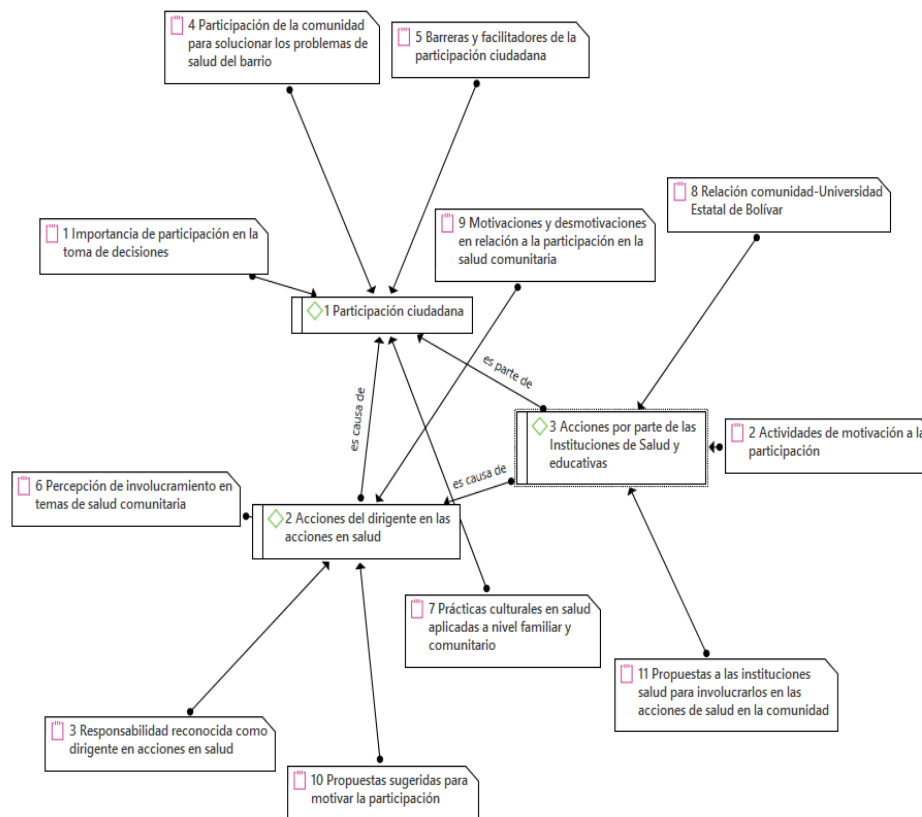 4 Participación de la comunidad
para solucionar los problemas de
salud del barrio
5 Barreras y facilitadores de la
participación ciudadana
8 Relación comunidad-Universidad
Estatal de Bolívar
9 Motivaciones y desmotivaciones
en relación a la participación en la
salud comunitaria
1 Importancia de participación en la
toma de decisiones
1 Participación ciudadana
es parte de
es causa de
3 Acciones por parte de las
Instituciones de Salud y
educativas
2 Actividades de motivación a la
participación
es causa de
6 Percepción de involucramiento en
temas de salud comunitaria
2 Acciones del dirigente en las
acciones en salud
7 Prácticas culturales en salud
aplicadas a nivel familiar y
comunitario
11 Propuestas a las instituciones
salud para involucrarlos en las
acciones de salud en la comunidad
3 Responsabilidad reconocida como
dirigente en acciones en salud
10 Propuestas sugeridas para
motivar la participación